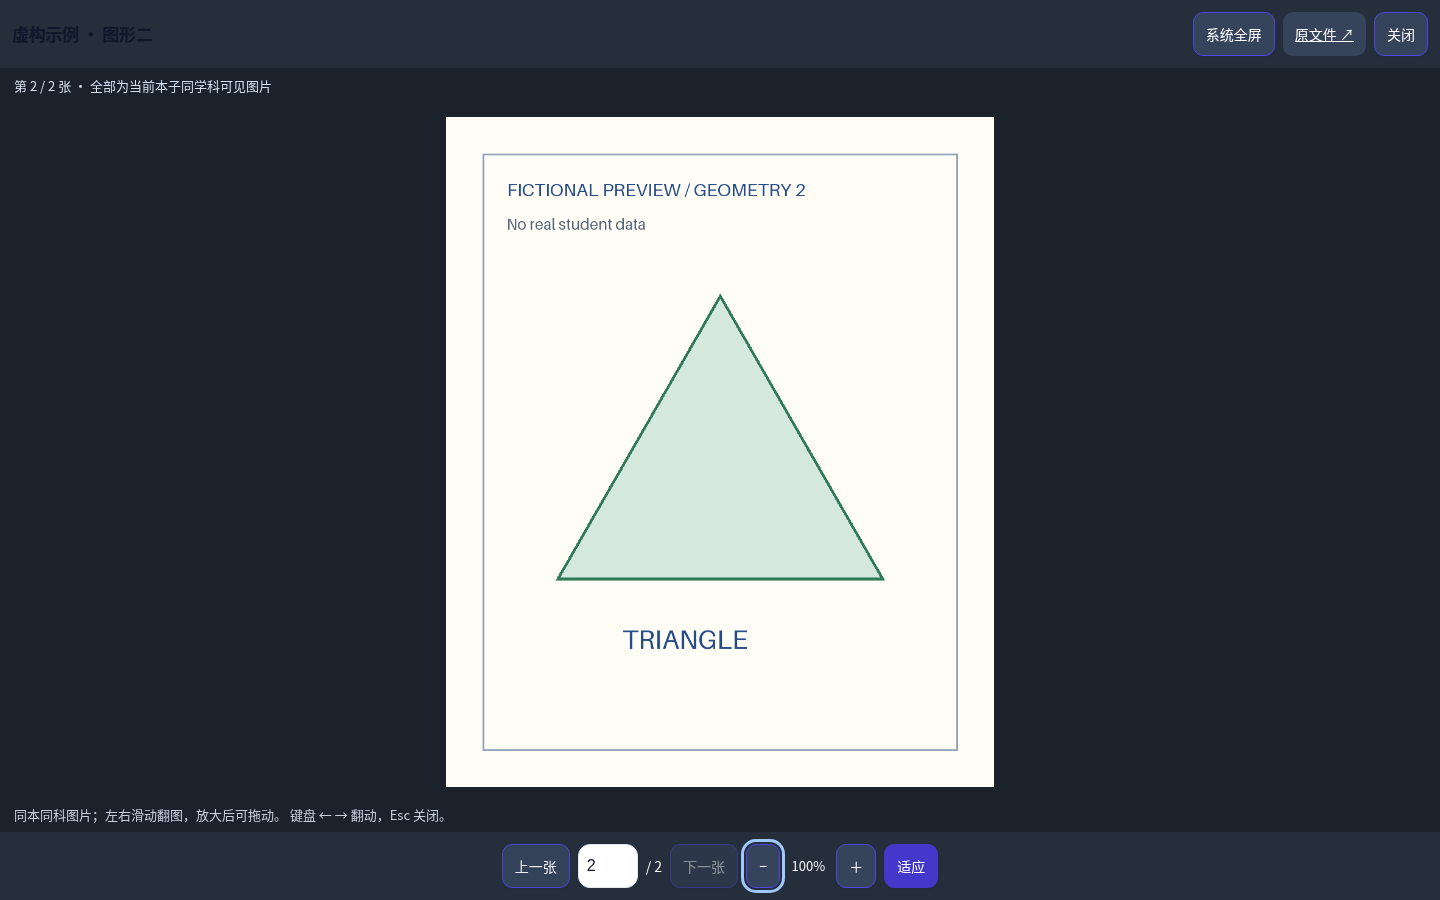 虚构示例 · 图形二
系统全屏
原文件 ↗
关闭
第 2 / 2 张 · 全部为当前本子同学科可见图片
FICTIONAL PREVIEW / GEOMETRY 2
No real student data
TRIANGLE
同本同科图片；左右滑动翻图，放大后可拖动。 键盘 ← → 翻动，Esc 关闭。
上一张
2
/ 2
下一张
−
100%
＋
适应